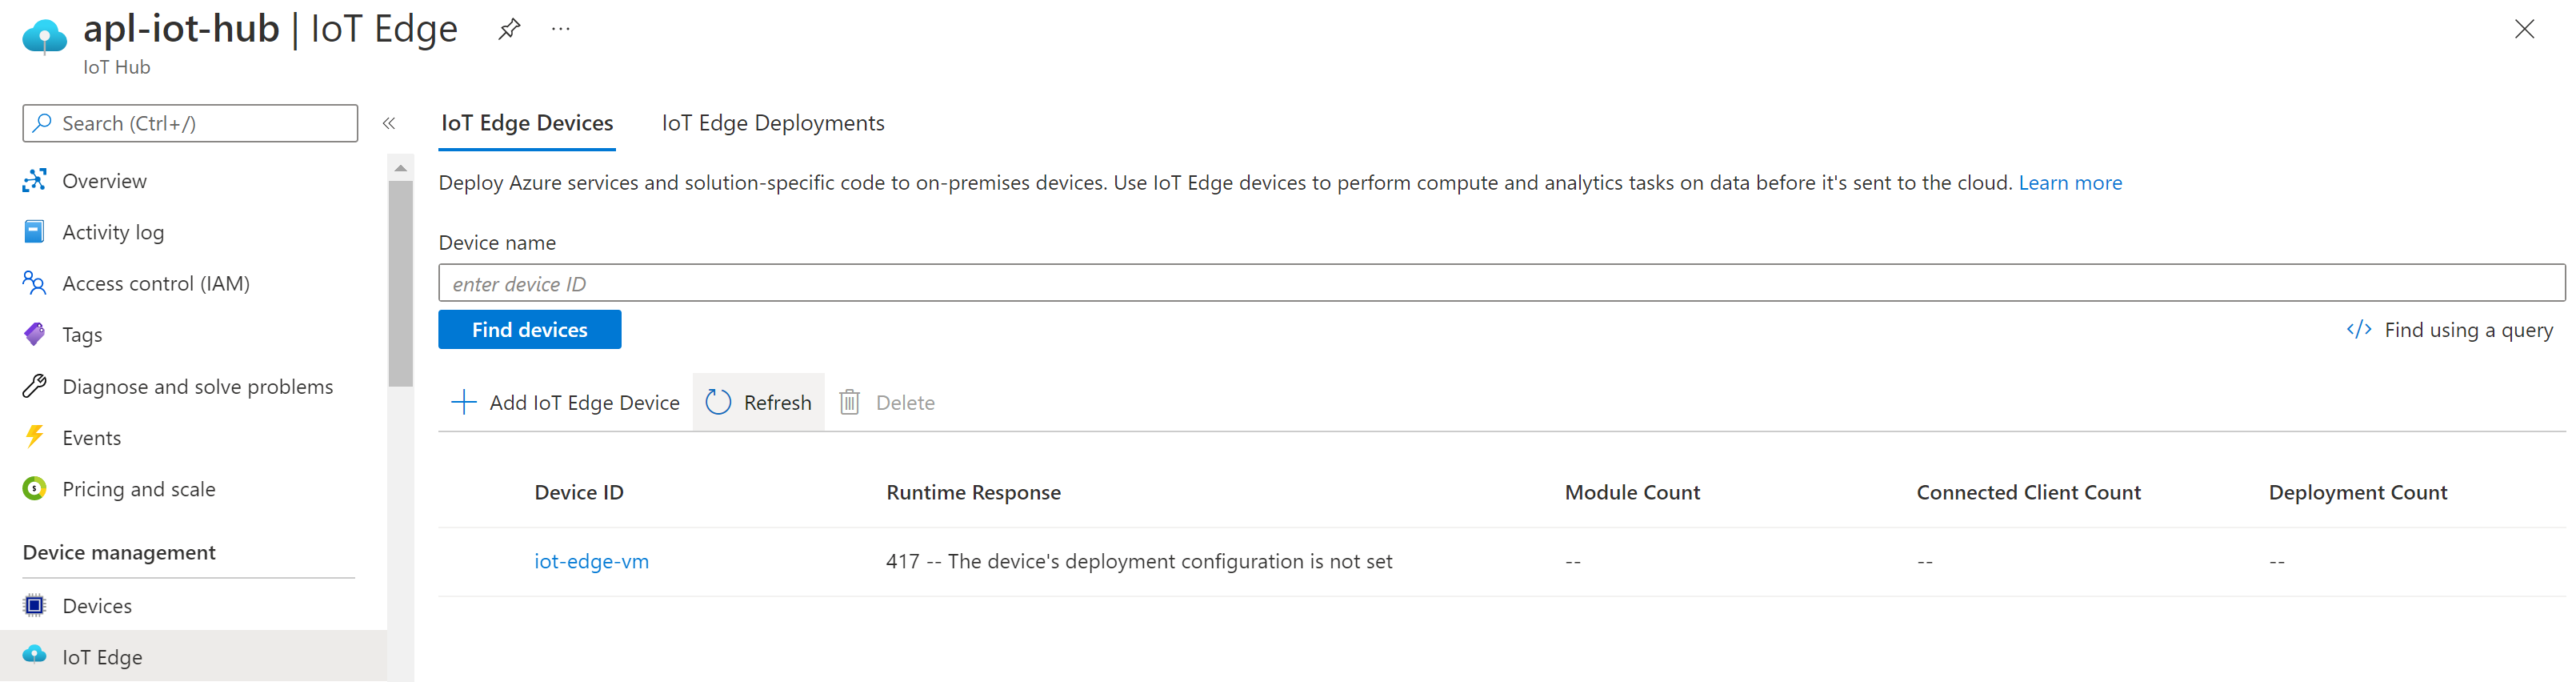 apl-iot-hub | IoT Edge ...
IoT Hub
Search (Ctrl+/)
Overview
Activity log
Access control (IAM)
Tags
Diagnose and solve problems
Events
Pricing and scale
Device management
Devices
IoT Edge
IoT Edge Devices IoT Edge Deployments
Deploy Azure services and solution-specific code to on-premises devices. Use IoT Edge devices to perform compute and analytics tasks on data before it's sent to the cloud. Learn more
Device name
enter device ID
Find devices </> Find using a query
Add IoT Edge Device Refresh Delete
Device ID Runtime Response Module Count Connected Client Count Deployment Count
iot-edge-vm 417 -- The device's deployment configuration is not set -- -- --